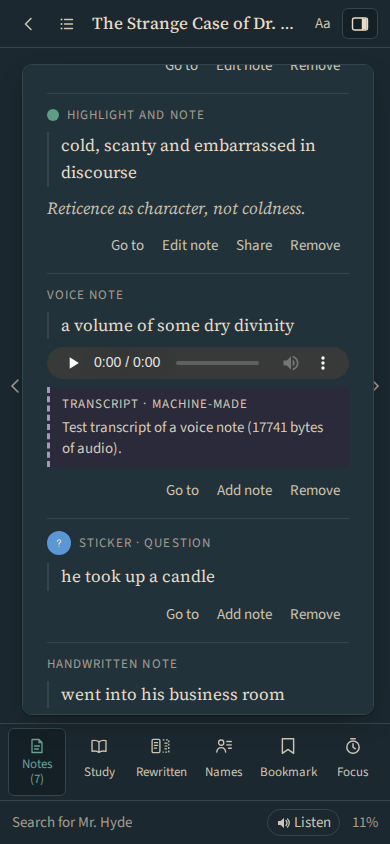 The Strange Case of Dr. ...
Aa
Go to Edit note Remove
HIGHLIGHT AND NOTE
cold, scanty and embarrassed in
discourse
Reticence as character, not coldness.
Go to Edit note Share Remove
VOICE NOTE
a volume of some dry divinity
0:00 / 0:00
TRANSCRIPT · MACHINE-MADE
Test transcript of a voice note (17741 bytes
of audio).
Go to Add note Remove
? STICKER · QUESTION
he took up a candle
Go to Add note Remove
HANDWRITTEN NOTE
went into his business room
Notes
(7)
Study Rewritten Names Bookmark Focus
Search for Mr. Hyde Listen 11%